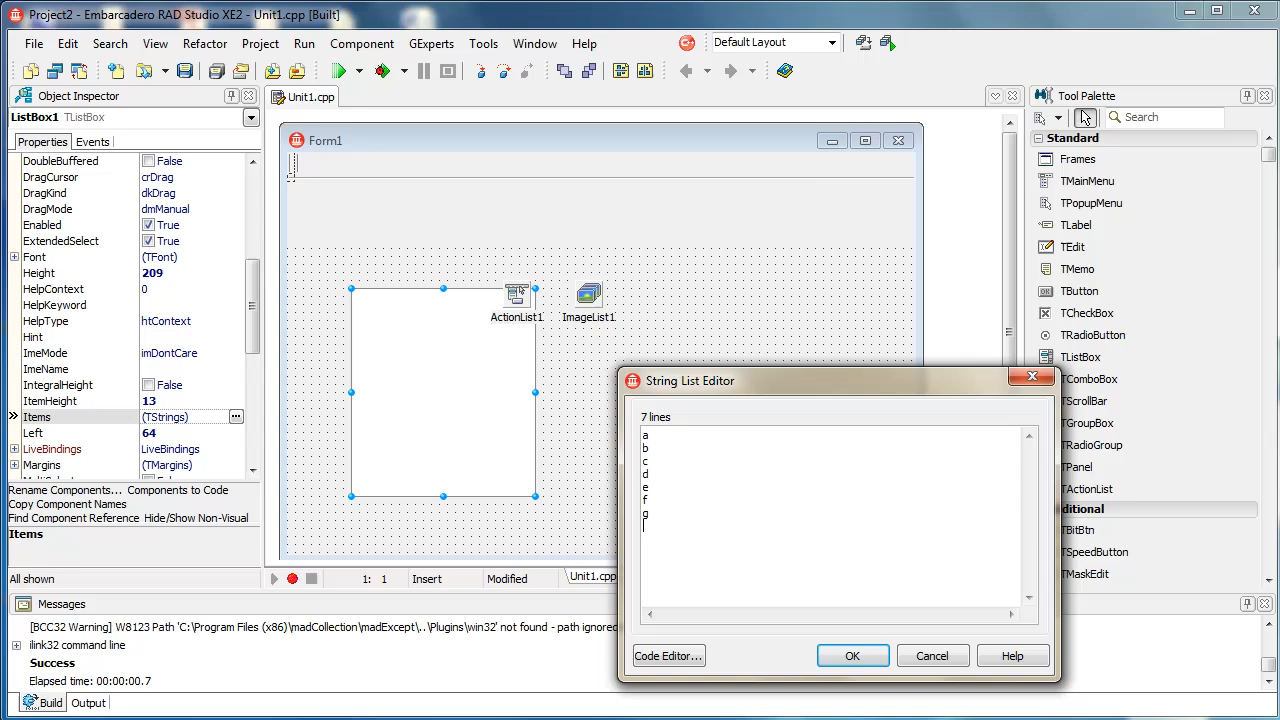 Project2 - Embarcadero RAD Studio XE2 - Unit1.cpp [Built]
File Edit Search View Refactor Project Run Component GExperts Tools Window Help
Default Layout
Object Inspector
ListBox1 TListBox
Properties Events
DoubleBuffered False
DragCursor crDrag
DragKind dkDrag
DragMode dmManual
Enabled True
ExtendedSelect True
Font (TFont)
Height 209
HelpContext 0
HelpKeyword
HelpType htContext
Hint
ImeMode imDontCare
ImeName
IntegralHeight False
ItemHeight 13
Items (TStrings)
Left 64
LiveBindings LiveBindings
Margins (TMargins)
Rename Components... Components to Code
Copy Component Names
Find Component Reference Hide/Show Non-Visual
Items
All shown
Unit1.cpp
Form1
ActionList1
ImageList1
1: 1 Insert Modified Unit1.cpp
String List Editor
7 lines
a
b
c
d
e
f
g
Code Editor... OK Cancel Help
Tool Palette
Search
Standard
Frames
TMainMenu
TPopupMenu
TLabel
TEdit
TMemo
TButton
TCheckBox
TRadioButton
TListBox
TComboBox
TScrollBar
TGroupBox
TRadioGroup
TPanel
TActionList
ditional
TBitBtn
TSpeedButton
TMaskEdit
Messages
[BCC32 Warning] W8123 Path 'C:\Program Files (x86)\madCollection\madExcept\..\Plugins\win32' not found - path ignored
ilink32 command line
Success
Elapsed time: 00:00:00.7
Build Output